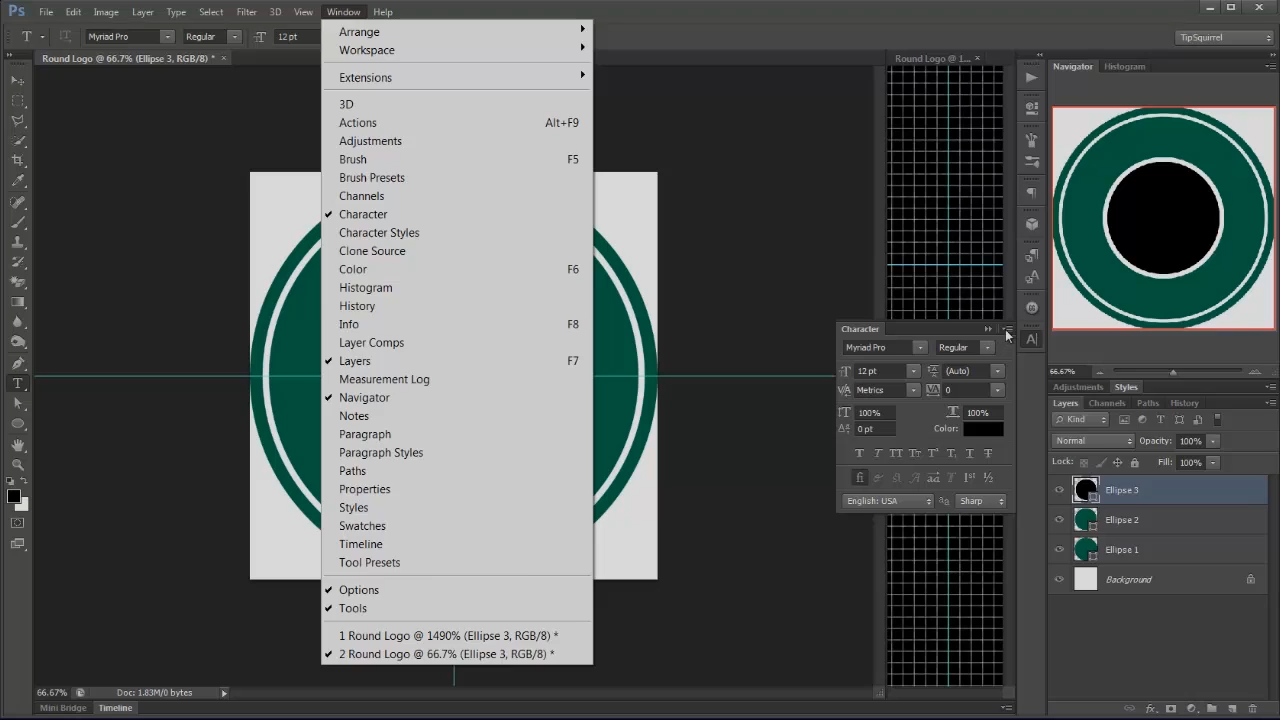 Ps File Edit Image Layer Type Select Filter 3D View Window Help
T Myriad Pro Regular 12 pt TipSquirrel
Round Logo @ 66.7% (Ellipse 3, RGB/8) * ×
Round Logo @ 1... ×
Arrange
Workspace
Extensions
3D
Actions Alt+F9
Adjustments
Brush F5
Brush Presets
Channels
Character
Character Styles
Clone Source
Color F6
Histogram
History
Info F8
Layer Comps
Layers F7
Measurement Log
Navigator
Notes
Paragraph
Paragraph Styles
Paths
Properties
Styles
Swatches
Timeline
Tool Presets
Options
Tools
1 Round Logo @ 1490% (Ellipse 3, RGB/8) *
2 Round Logo @ 66.7% (Ellipse 3, RGB/8) *
Character
Myriad Pro Regular
12 pt (Auto)
Metrics 0
100% 100%
0 pt Color:
English: USA Sharp
Navigator Histogram
66.67%
Adjustments Styles
Layers Channels Paths History
Kind
Normal Opacity: 100%
Lock: Fill: 100%
Ellipse 3
Ellipse 2
Ellipse 1
Background
66.67% Doc: 1.83M/0 bytes
Mini Bridge Timeline